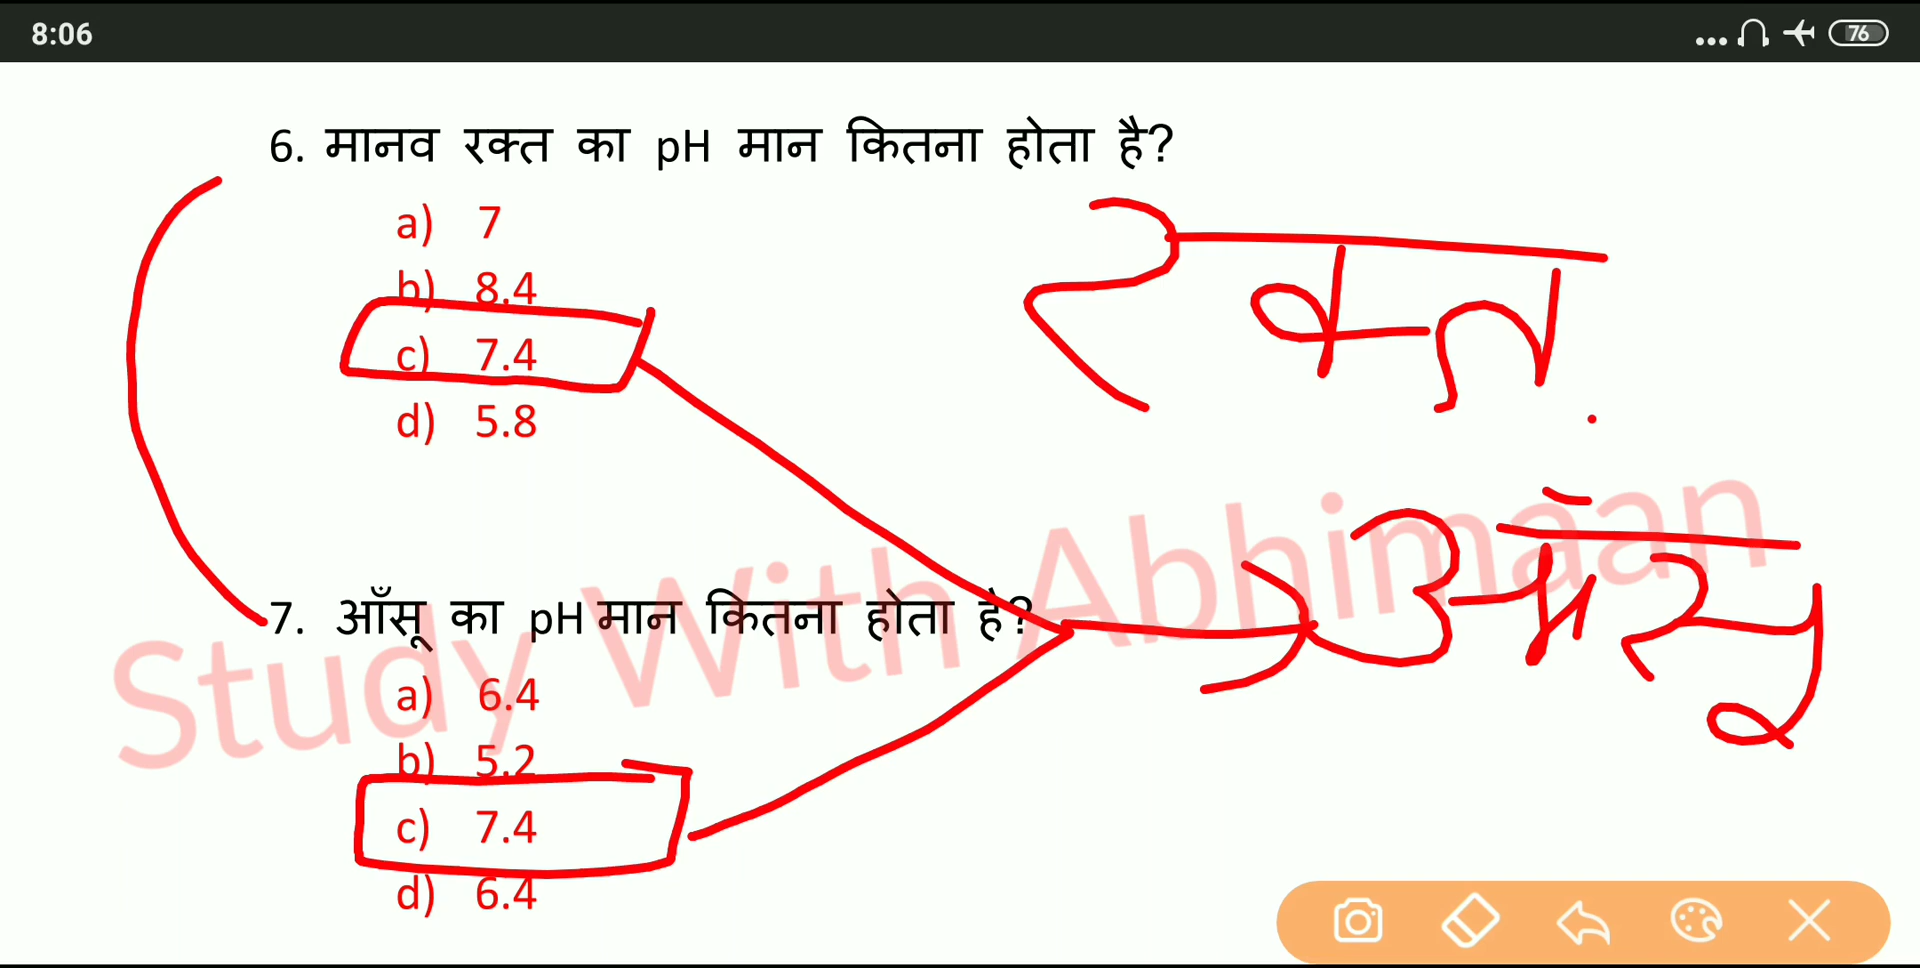 8:06
76
6. मानव रक्त का pH मान कितना होता है?
a) 7
b) 8.4
c) 7.4
d) 5.8
रक्त
Study With Abhimaan
आँसु
7. आँसू का pH मान कितना होता है?
a) 6.4
b) 5.2
c) 7.4
d) 6.4